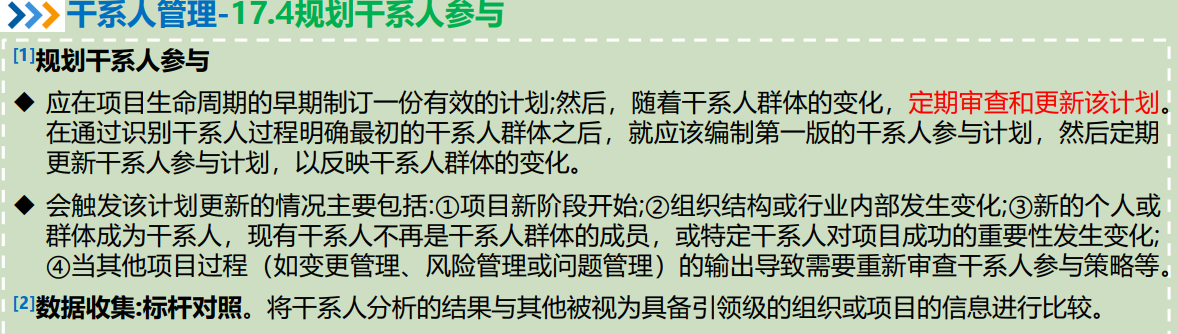 干系人管理-17.4规划干系人参与
[1]规划干系人参与
◆ 应在项目生命周期的早期制订一份有效的计划;然后，随着干系人群体的变化，定期审查和更新该计划。
在通过识别干系人过程明确最初的干系人群体之后，就应该编制第一版的干系人参与计划，然后定期
更新干系人参与计划，以反映干系人群体的变化。
◆ 会触发该计划更新的情况主要包括:①项目新阶段开始;②组织结构或行业内部发生变化;③新的个人或
群体成为干系人，现有干系人不再是干系人群体的成员，或特定干系人对项目成功的重要性发生变化;
④当其他项目过程（如变更管理、风险管理或问题管理）的输出导致需要重新审查干系人参与策略等。
[2]数据收集:标杆对照。将干系人分析的结果与其他被视为具备引领级的组织或项目的信息进行比较。